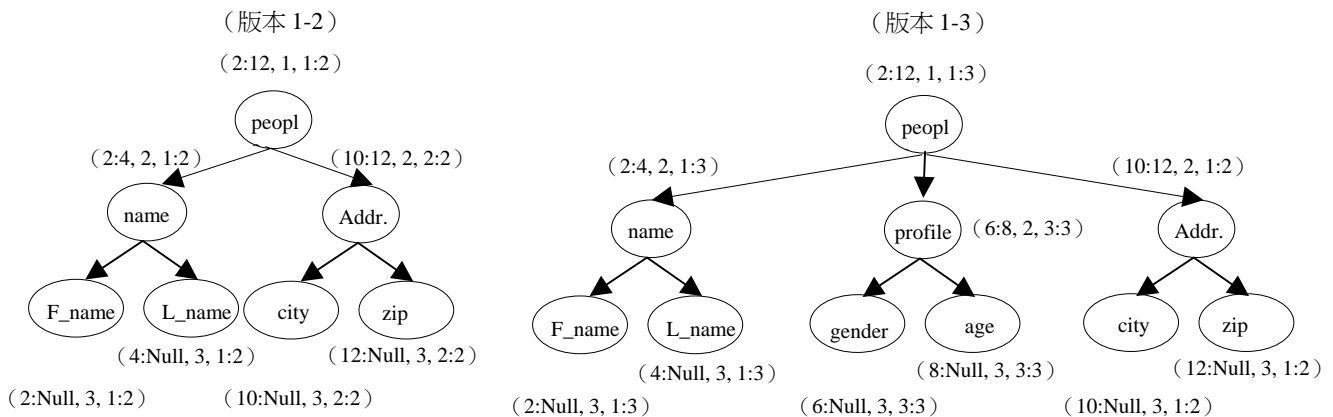 （版本 1-2）
（2:12, 1, 1:2）
peopl
（2:4, 2, 1:2）
（10:12, 2, 2:2）
name
Addr.
F_name
L_name
city
zip
（4:Null, 3, 1:2）
（12:Null, 3, 2:2）
（2:Null, 3, 1:2）
（10:Null, 3, 2:2）
（版本 1-3）
（2:12, 1, 1:3）
peopl
（2:4, 2, 1:3）
（10:12, 2, 1:2）
name
profile
（6:8, 2, 3:3）
Addr.
F_name
L_name
gender
age
city
zip
（4:Null, 3, 1:3）
（8:Null, 3, 3:3）
（12:Null, 3, 1:2）
（2:Null, 3, 1:3）
（6:Null, 3, 3:3）
（10:Null, 3, 1:2）